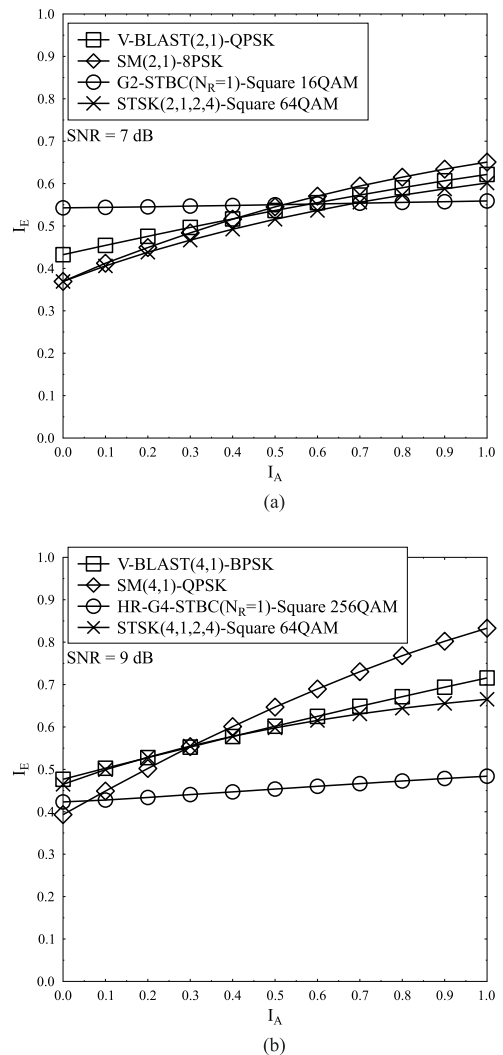 1.0
V-BLAST(2,1)-QPSK
SM(2,1)-8PSK
0.9
G2-STBC(N_R=1)-Square 16QAM
0.8
STSK(2,1,2,4)-Square 64QAM
SNR = 7 dB
0.7
0.6
I_E 0.5
0.4
0.3
0.2
0.1
0.0
0.0 0.1 0.2 0.3 0.4 0.5 0.6 0.7 0.8 0.9 1.0
I_A
(a)
1.0
V-BLAST(4,1)-BPSK
SM(4,1)-QPSK
0.9
HR-G4-STBC(N_R=1)-Square 256QAM
STSK(4,1,2,4)-Square 64QAM
0.8
SNR = 9 dB
0.7
0.6
I_E 0.5
0.4
0.3
0.2
0.1
0.0
0.0 0.1 0.2 0.3 0.4 0.5 0.6 0.7 0.8 0.9 1.0
I_A
(b)